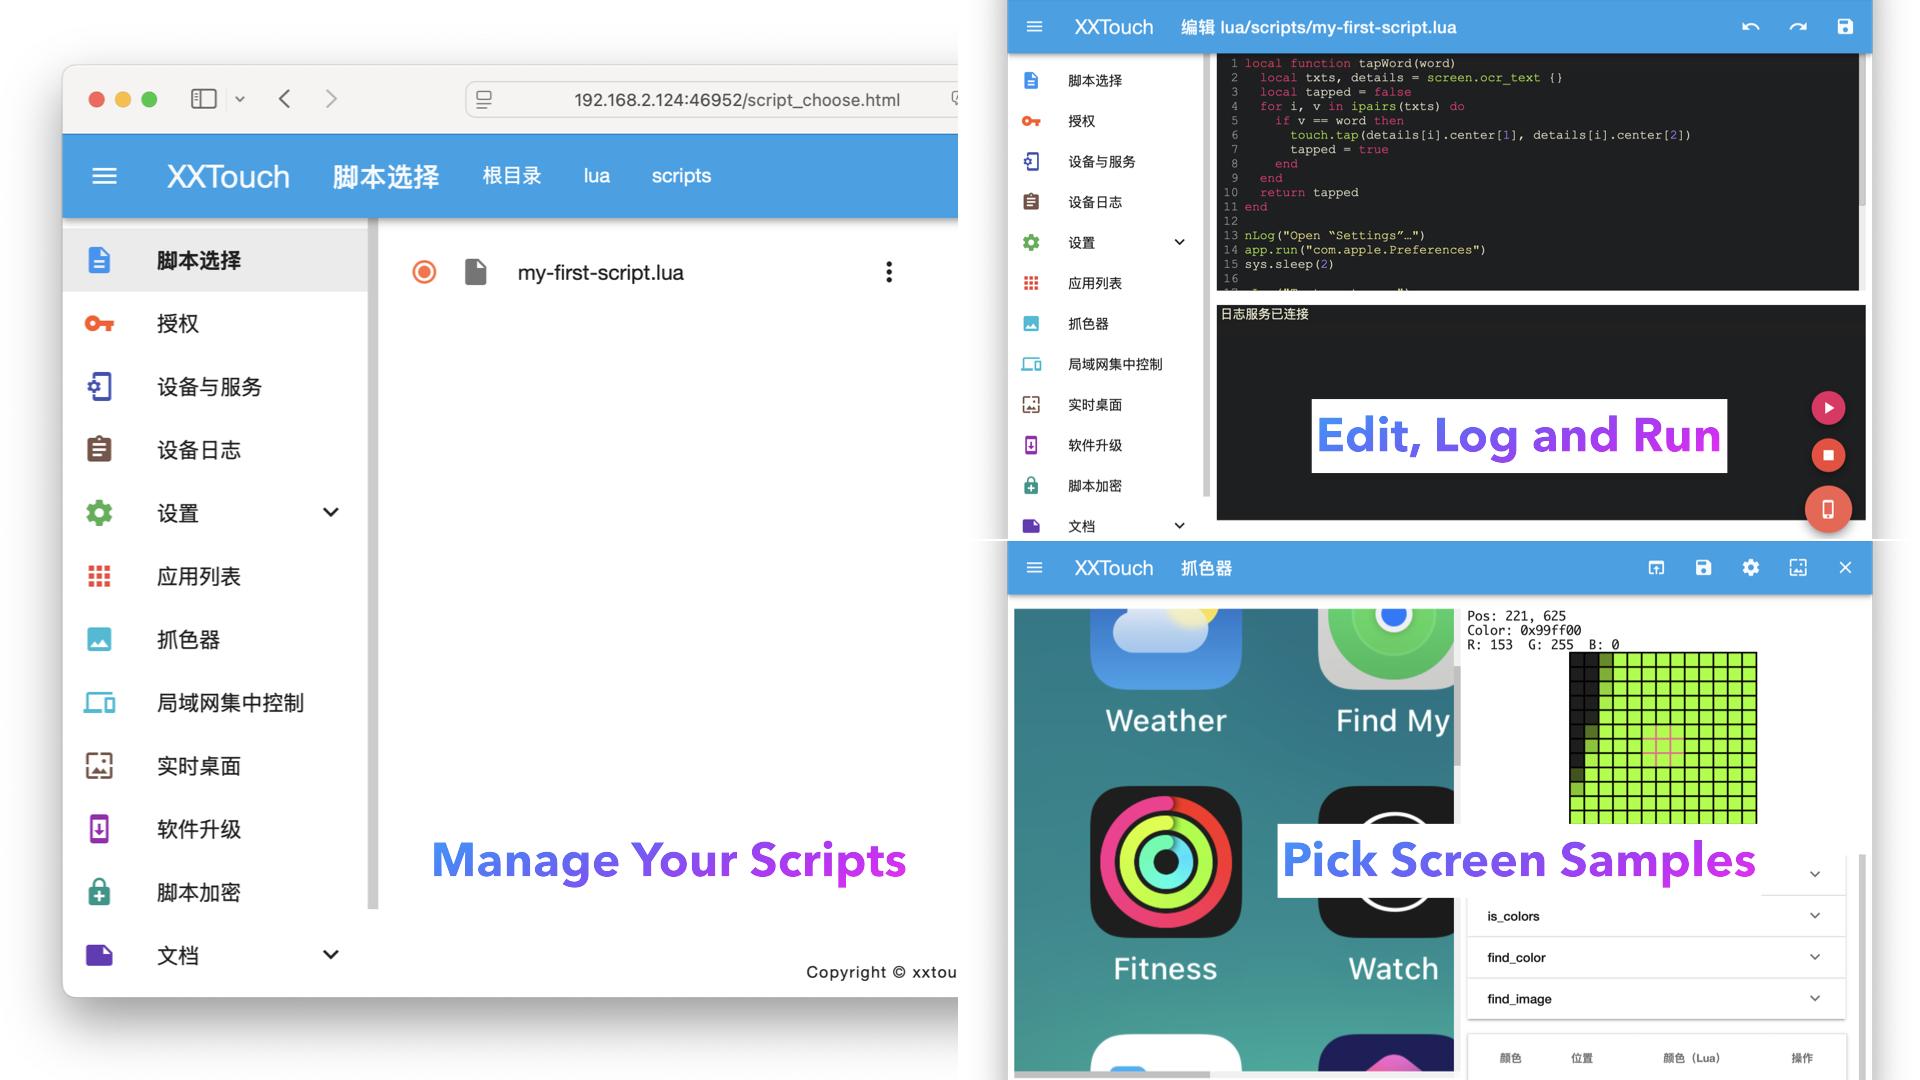 192.168.2.124:46952/script_choose.html
XXTouch 脚本选择 根目录 lua scripts
脚本选择
授权
设备与服务
设备日志
设置
应用列表
抓色器
局域网集中控制
实时桌面
软件升级
脚本加密
文档
my-first-script.lua
Manage Your Scripts
Copyright © xxtou
XXTouch 编辑 lua/scripts/my-first-script.lua
脚本选择
授权
设备与服务
设备日志
设置
应用列表
抓色器
局域网集中控制
实时桌面
软件升级
脚本加密
文档
1 local function tapWord(word)
2 local txts, details = screen.ocr_text {}
3 local tapped = false
4 for i, v in ipairs(txts) do
5 if v == word then
6 touch.tap(details[i].center[1], details[i].center[2])
7 tapped = true
8 end
9 end
10 return tapped
11 end
12
13 nLog("Open “Settings”…")
14 app.run("com.apple.Preferences")
15 sys.sleep(2)
16
日志服务已连接
Edit, Log and Run
XXTouch 抓色器
Weather
Find My
Fitness
Watch
Pos: 221, 625
Color: 0x99ff00
R: 153 G: 255 B: 0
Pick Screen Samples
is_colors
find_color
find_image
颜色 位置 颜色 (Lua) 操作